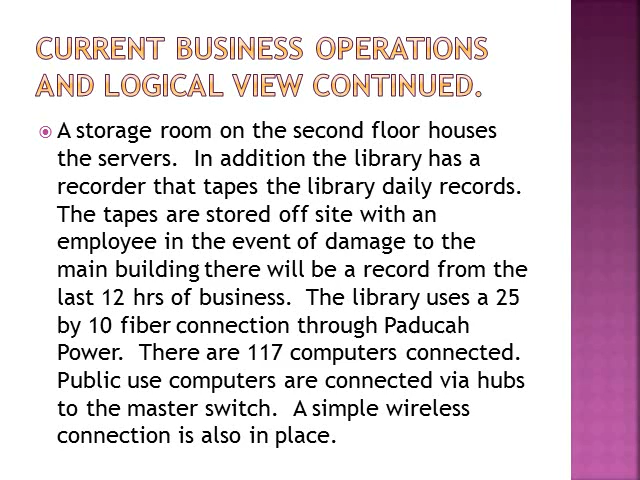 CURRENT BUSINESS OPERATIONS
AND LOGICAL VIEW CONTINUED.
A storage room on the second floor houses
the servers.  In addition the library has a
recorder that tapes the library daily records.
The tapes are stored off site with an
employee in the event of damage to the
main building there will be a record from the
last 12 hrs of business.  The library uses a 25
by 10 fiber connection through Paducah
Power.  There are 117 computers connected.
Public use computers are connected via hubs
to the master switch.  A simple wireless
connection is also in place.